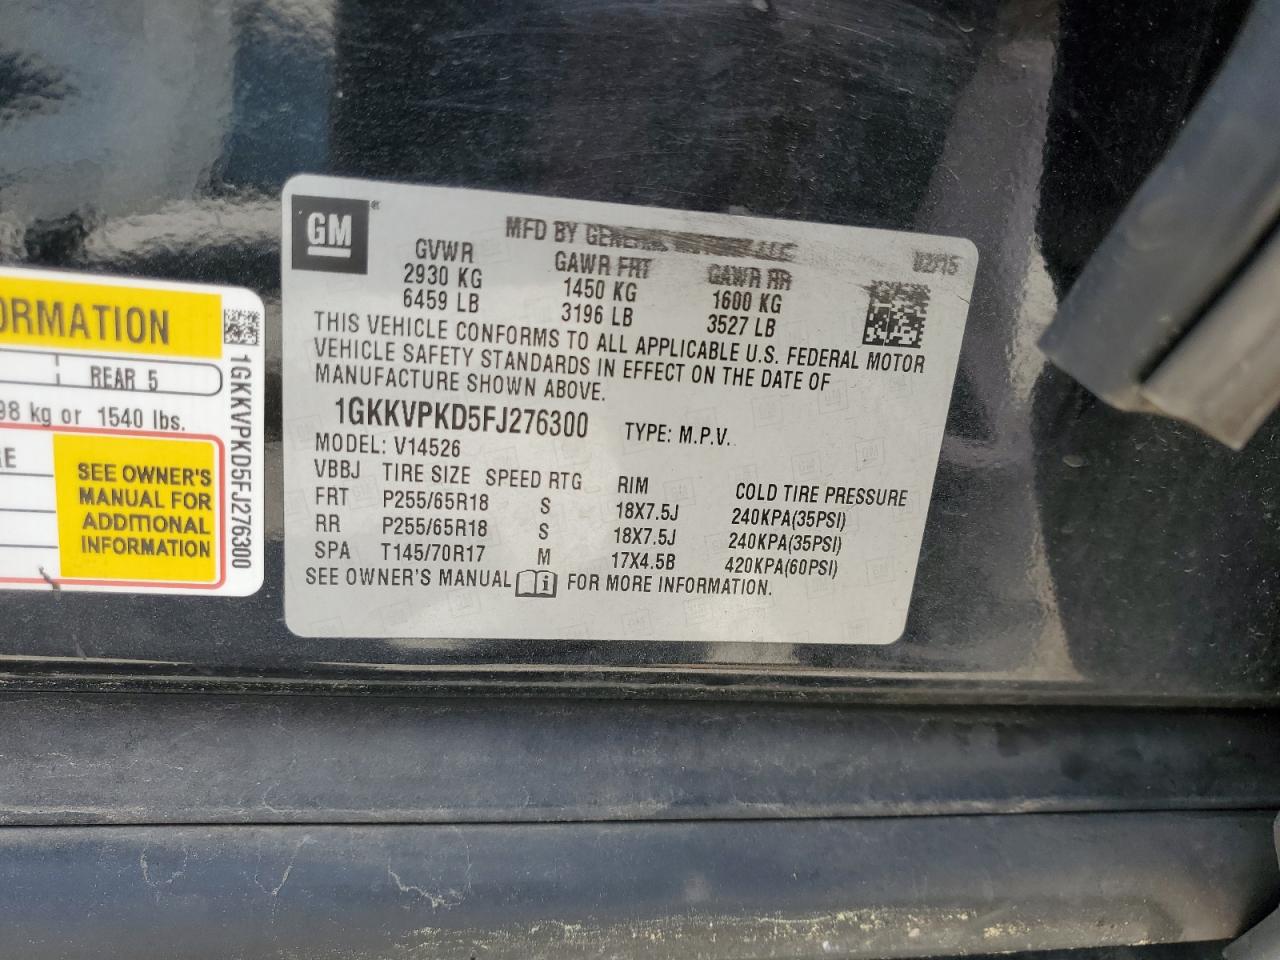 ORMATION
REAR 5
98 kg or 1540 lbs.
RE
SEE OWNER'S
MANUAL FOR
ADDITIONAL
INFORMATION
1GKKVPKD5FJ276300
GM
MFD BY GENERAL MOTORS LLC
02/15
GVWR GAWR FRT GAWR RR
2930 KG 1450 KG 1600 KG
6459 LB 3196 LB 3527 LB
THIS VEHICLE CONFORMS TO ALL APPLICABLE U.S. FEDERAL MOTOR
VEHICLE SAFETY STANDARDS IN EFFECT ON THE DATE OF
MANUFACTURE SHOWN ABOVE.
1GKKVPKD5FJ276300 TYPE: M.P.V.
MODEL: V14526
VBBJ TIRE SIZE SPEED RTG RIM COLD TIRE PRESSURE
FRT P255/65R18 S 18X7.5J 240KPA(35PSI)
RR P255/65R18 S 18X7.5J 240KPA(35PSI)
SPA T145/70R17 M 17X4.5B 420KPA(60PSI)
SEE OWNER'S MANUAL FOR MORE INFORMATION.